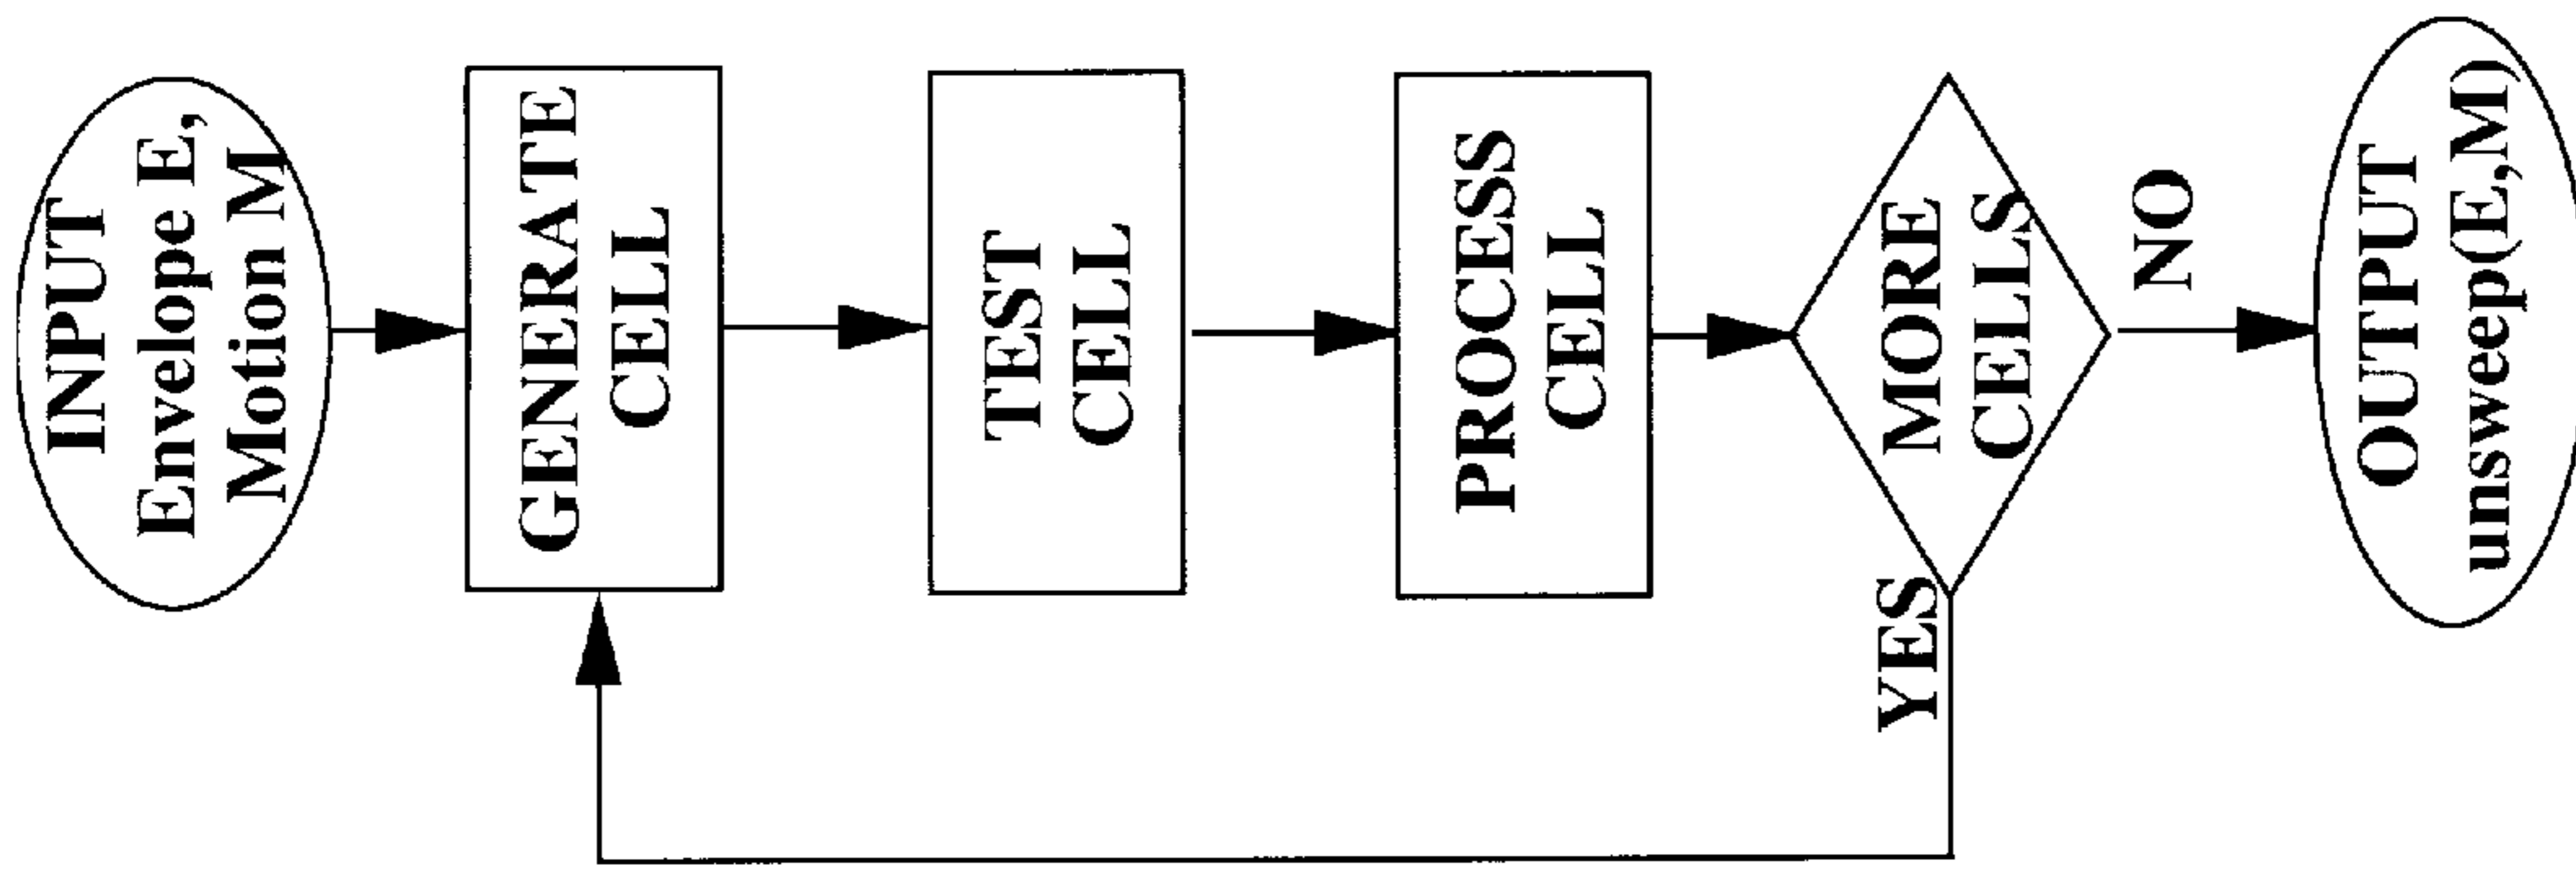 INPUT
Envelope E,
Motion M
GENERATE
CELL
TEST
CELL
PROCESS
CELL
MORE
CELLS
YES
NO
OUTPUT
unsweep(E,M)